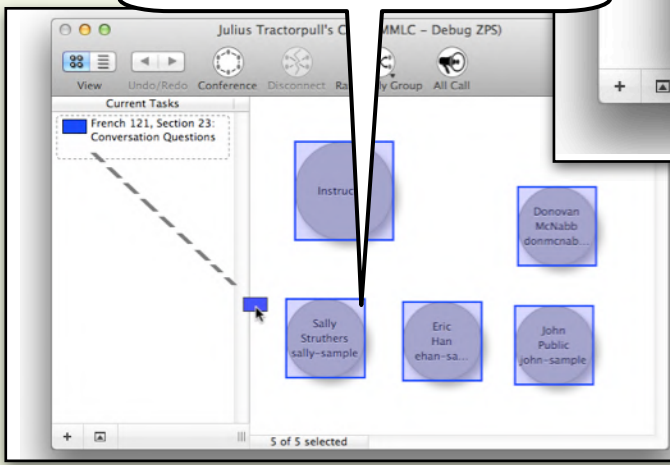 Julius Tractorpull's C MMLC – Debug ZPS)
View
Undo/Redo
Conference
Disconnect
Ra ly Group
All Call
Current Tasks
French 121, Section 23:
Conversation Questions
Instruc
Donovan
McNabb
donmcnab...
Sally
Struthers
sally-sample
Eric
Han
ehan-sa...
John
Public
john-sample
5 of 5 selected